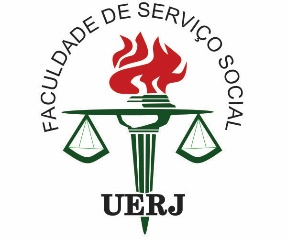 FACULDADE DE SERVIÇO SOCIAL
UERJ